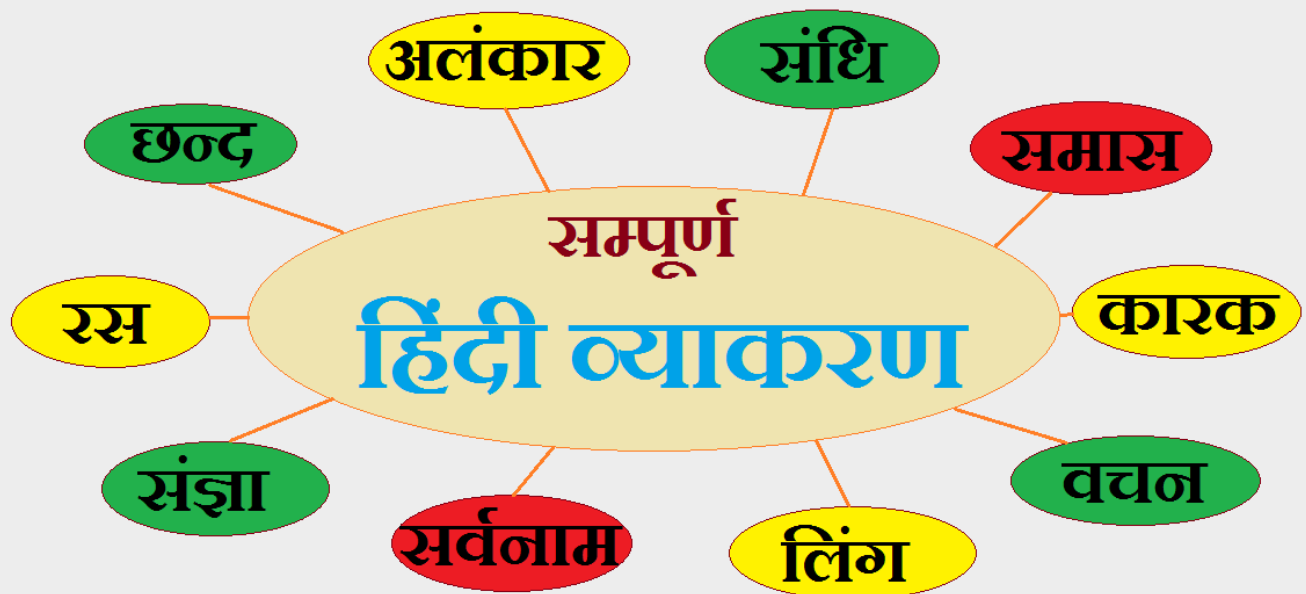 अलंकार
संधि
छन्द
समास
सम्पूर्ण
हिंदी व्याकरण
रस
कारक
संज्ञा
वचन
सर्वनाम
लिंग